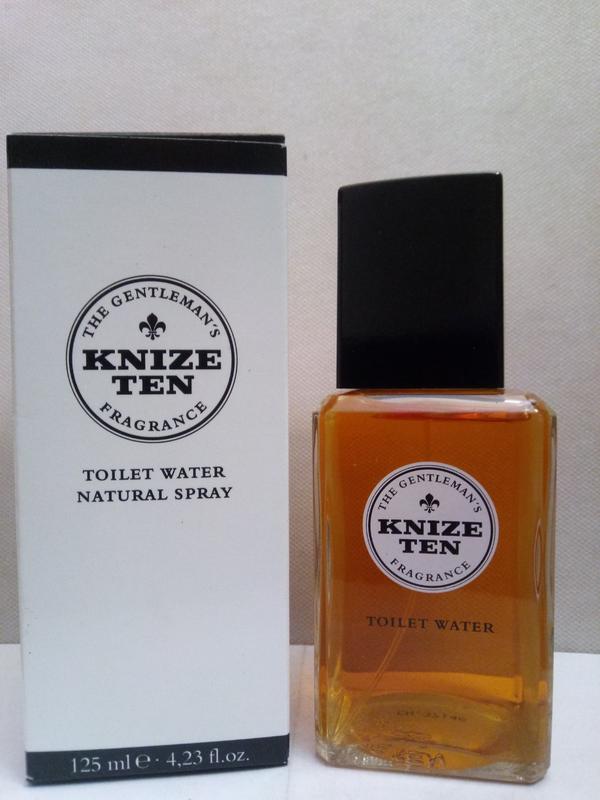 THE GENTLEMAN'S
KNIZE
TEN
FRAGRANCE
TOILET WATER
NATURAL SPRAY
125 ml e · 4,23 fl.oz.
THE GENTLEMAN'S
KNIZE
TEN
FRAGRANCE
TOILET WATER